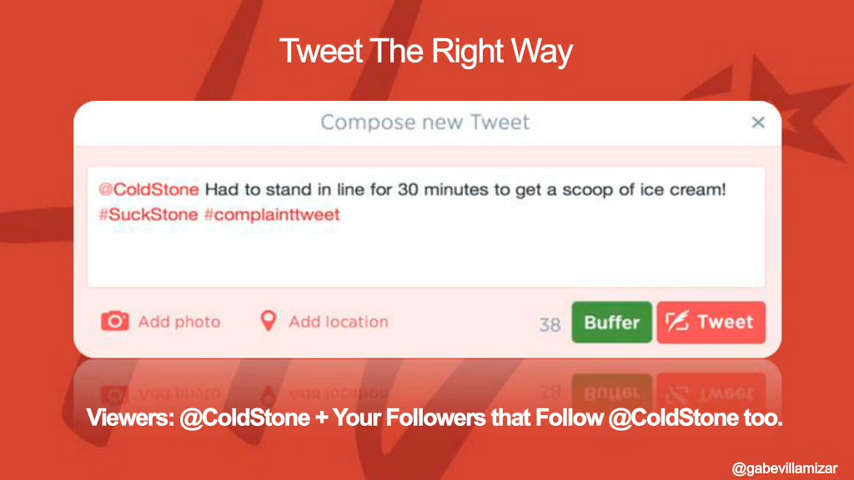 Tweet The Right Way
Compose new Tweet ×
@ColdStone Had to stand in line for 30 minutes to get a scoop of ice cream!
#SuckStone #complainttweet
Add photo Add location 38 Buffer Tweet
Viewers: @ColdStone + Your Followers that Follow @ColdStone too.
@gabevillamizar